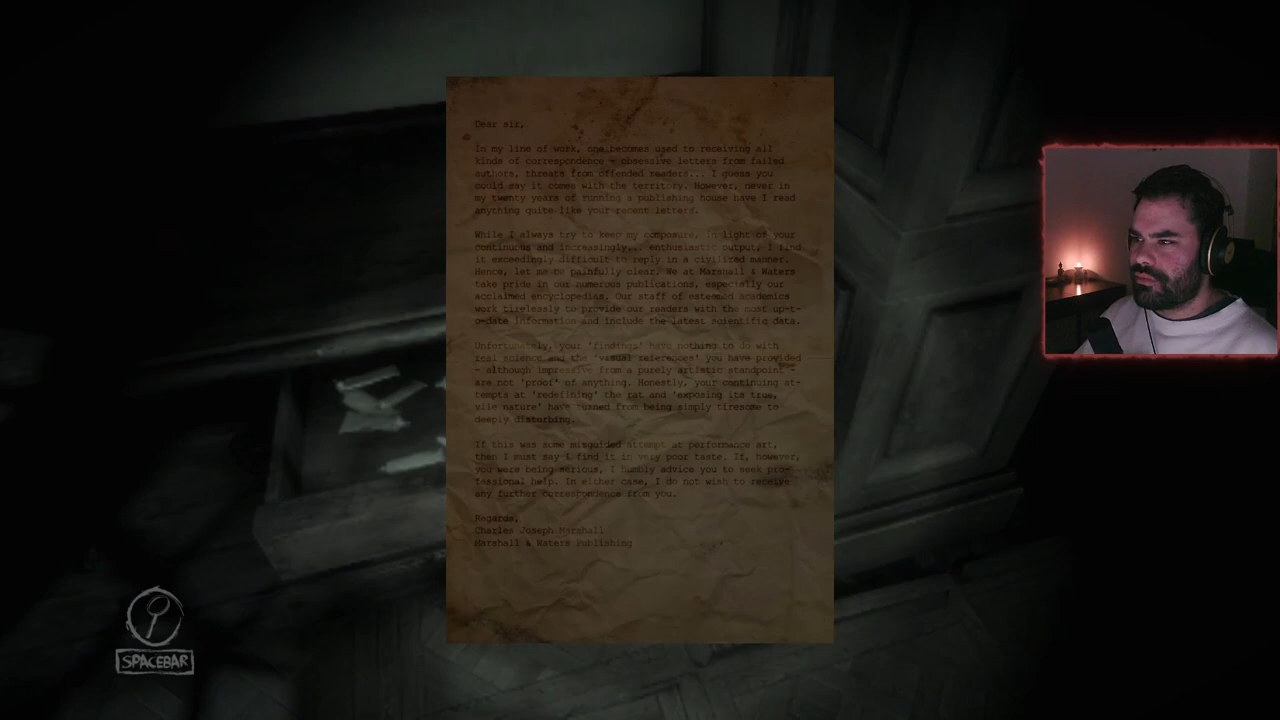 Dear sir,
In my line of work, one becomes used to receiving all
kinds of correspondence - obsessive letters from failed
authors, threats from offended readers... I guess you
could say it comes with the territory. However, never in
my twenty years of running a publishing house have I read
anything quite like your recent letters.
While I always try to keep my composure, in light of your
continuous and increasingly... enthusiastic output, I find
it exceedingly difficult to reply in a civilized manner.
Hence, let me be painfully clear. We at Marshall & Waters
take pride in our numerous publications, especially our
acclaimed encyclopedias. Our staff of esteemed academics
work tirelessly to provide our readers with the most up-t-
o-date information and include the latest scientific data.
Unfortunately, your 'findings' have nothing to do with
real science and the 'visual references' you have provided
- although impressive from a purely artistic standpoint -
are not 'proof' of anything. Honestly, your continuing at-
tempts at 'redefining' the rat and 'exposing its true,
vile nature' have turned from being simply tiresome to
deeply disturbing.
If this was some misguided attempt at performance art,
then I must say I find it in very poor taste. If, however,
you were being serious, I humbly advice you to seek pro-
fessional help. In either case, I do not wish to receive
any further correspondence from you.
Regards,
Charles Joseph Marshall
Marshall & Waters Publishing
SPACEBAR